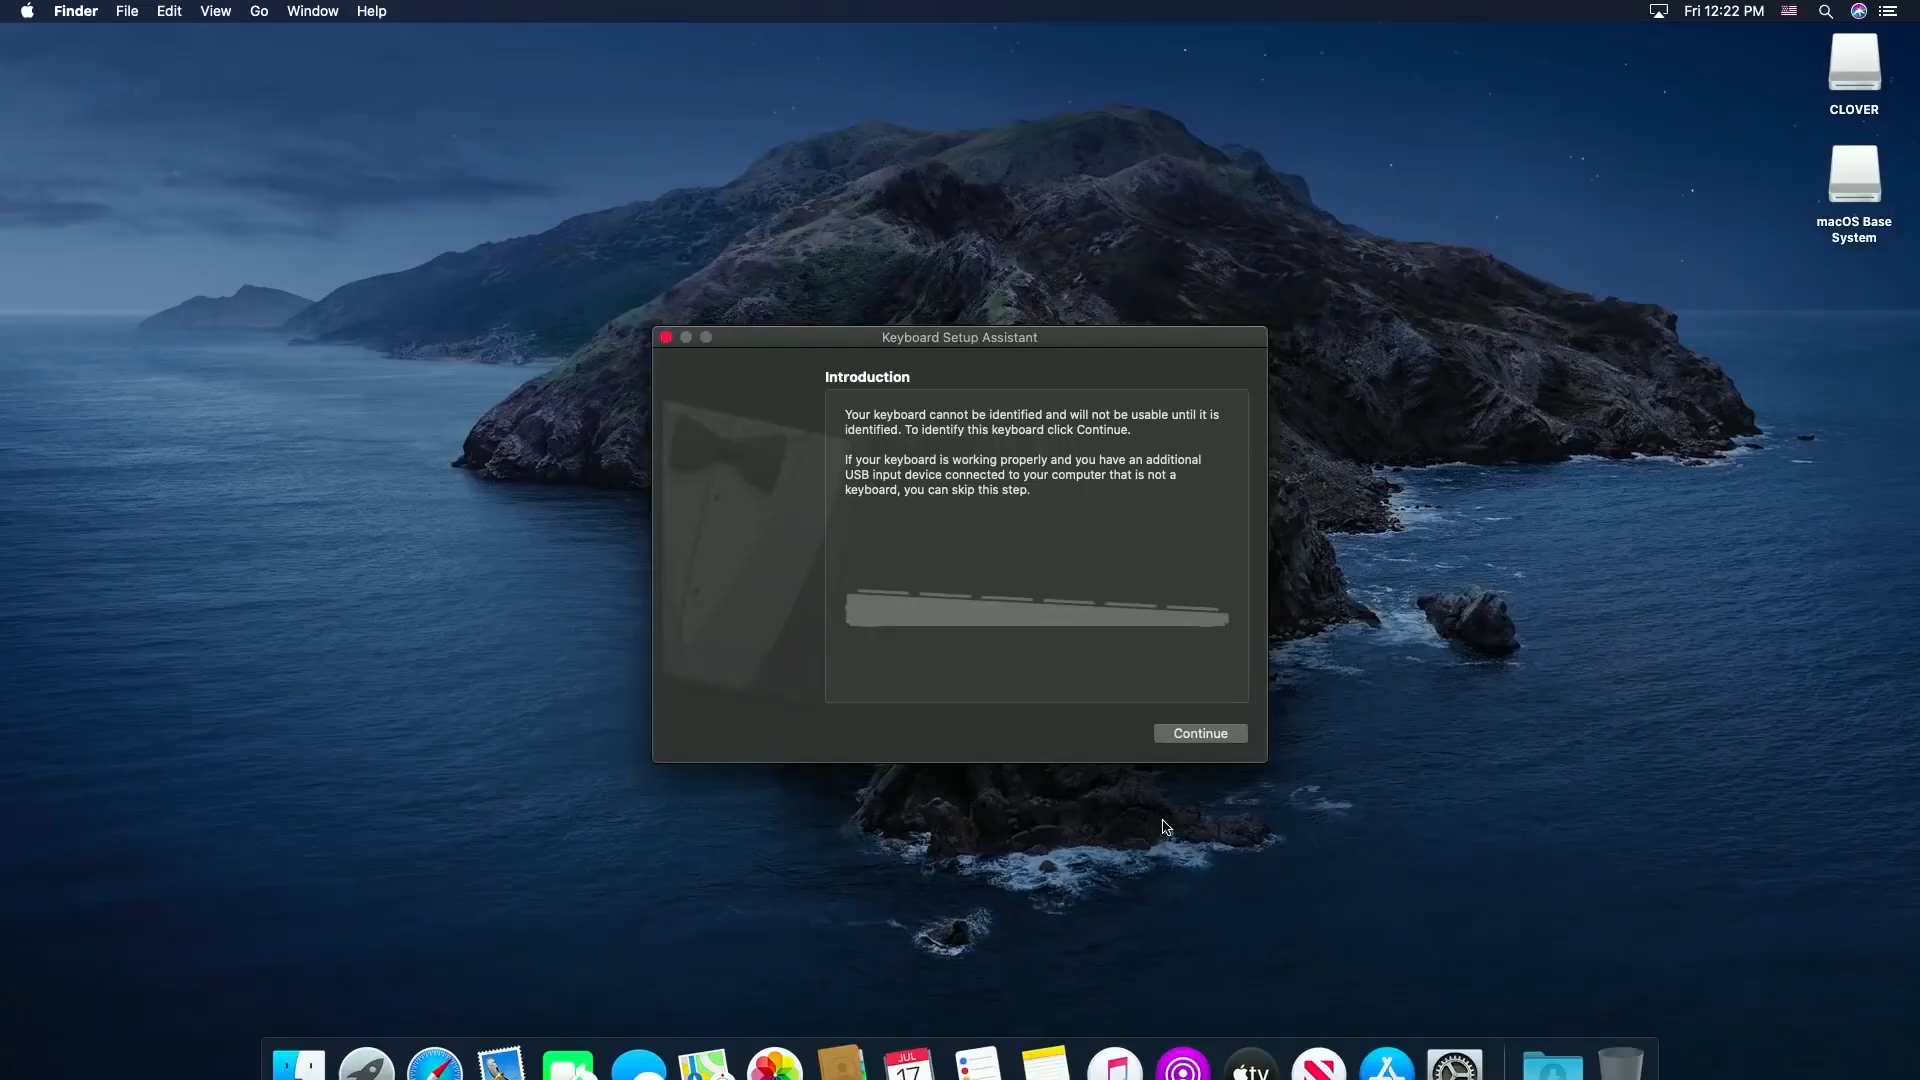 Finder File Edit View Go Window Help
Fri 12:22 PM
CLOVER
macOS Base
System
Keyboard Setup Assistant
Introduction
Your keyboard cannot be identified and will not be usable until it is
identified. To identify this keyboard click Continue.
If your keyboard is working properly and you have an additional
USB input device connected to your computer that is not a
keyboard, you can skip this step.
Continue
JUL
17
tv